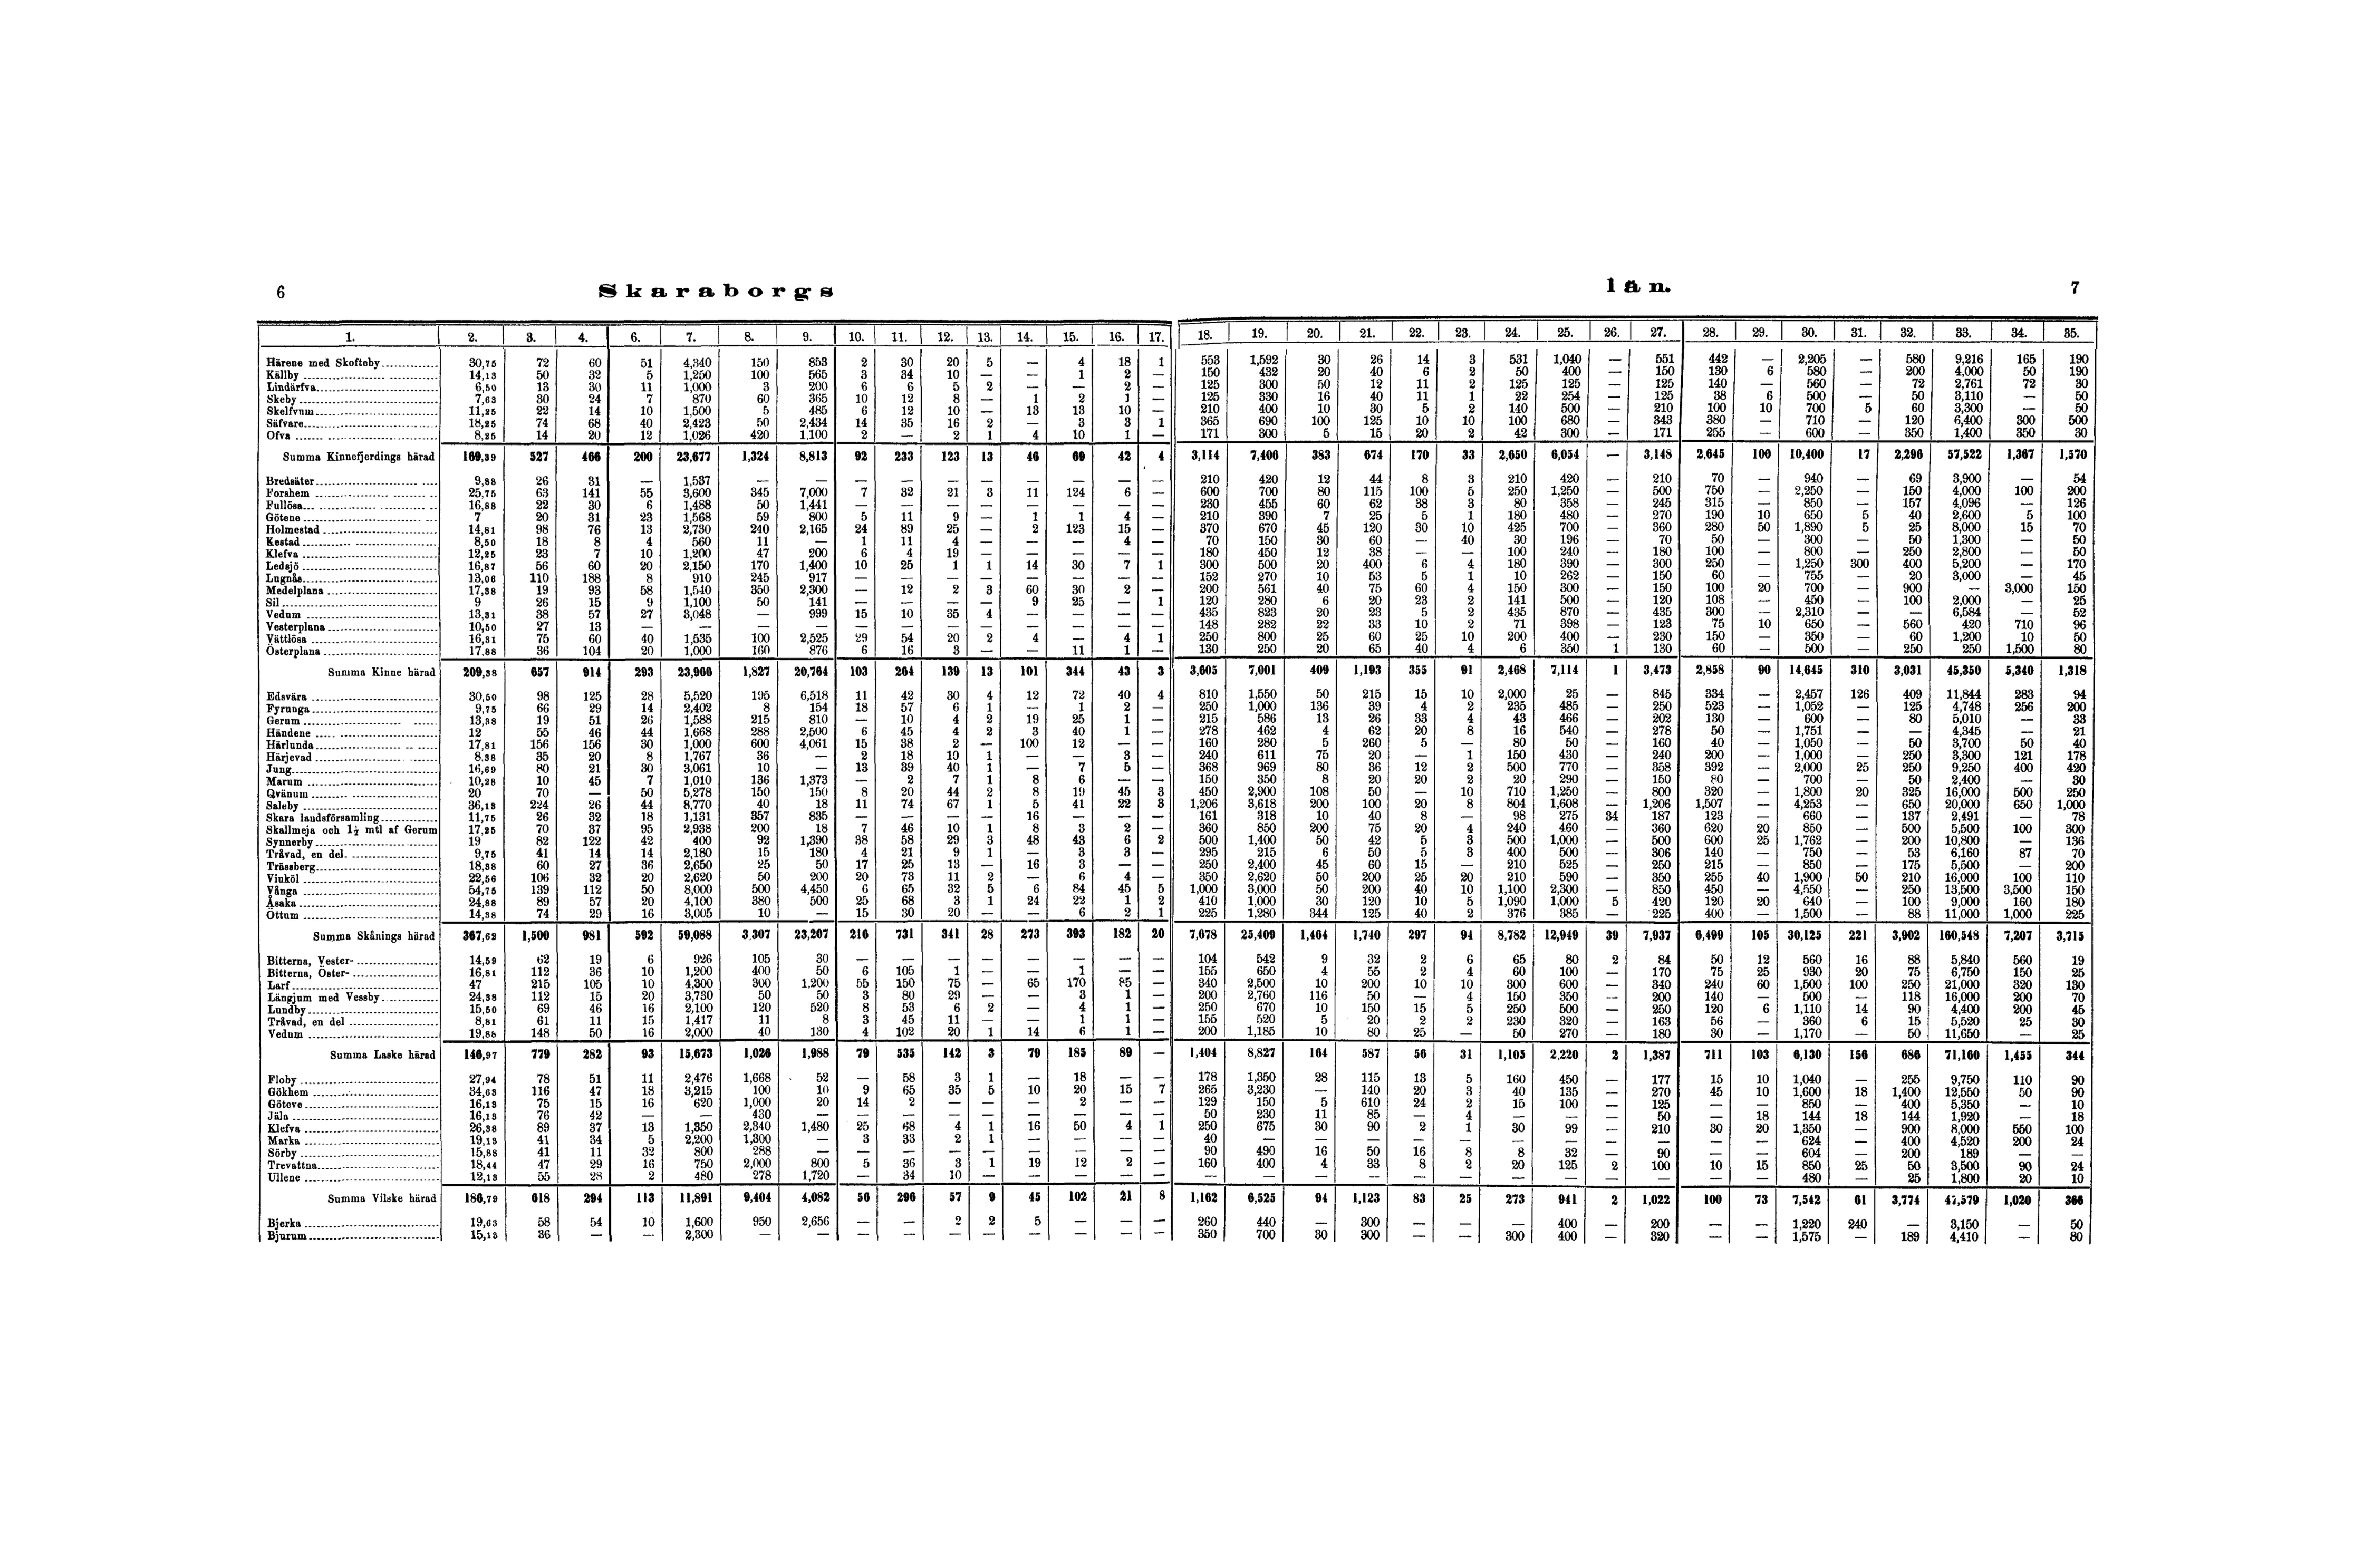 6 Skaraborgs län. 7
1. 2. 3. 4. 6. 7. 8. 9. 10. 11. 12. 13. 14. 15. 16. 17. 18. 19. 20. 21. 22. 23. 24. 25. 26. 27. 28. 29. 30. 31. 32. 33. 34. 35.
Härene med Skofteby 30,75 72 60 51 4,340 150 853 2 30 20 5 — 4 18 1 553 1,592 30 26 14 3 531 1,040 — 551 442 — 2,205 — 580 9,216 165 190
Källby 14,13 50 32 5 1,250 100 565 3 34 10 — — 1 2 — 150 432 20 40 6 2 50 400 — 150 130 6 580 — 200 4,000 50 190
Lindärfva 6,50 13 30 11 1,000 3 200 6 6 5 2 — — 2 — 125 300 50 12 11 2 125 125 — 125 140 — 560 — 72 2,761 72 30
Skeby 7,63 30 24 7 870 60 365 10 12 8 — 1 2 1 — 125 330 16 40 11 1 22 254 — 125 38 6 500 — 50 3,110 — 50
Skelfvum 11,25 22 14 10 1,500 5 485 6 12 10 — 13 13 10 — 210 400 10 30 5 2 140 500 — 210 100 10 700 5 60 3,300 — 50
Säfvare 18,25 74 68 40 2,423 50 2,434 14 35 16 2 — 3 3 1 365 690 100 125 10 10 100 680 — 343 380 — 710 — 120 6,400 300 500
Ofva 8,25 14 20 12 1,026 420 1,100 2 — 2 1 4 10 1 — 171 300 5 15 20 2 42 300 — 171 255 — 600 — 350 1,400 350 30
Summa Kinnefjerdings härad 169,39 527 466 200 23,677 1,324 8,813 92 233 123 13 46 69 42 4 3,114 7,406 383 674 170 33 2,650 6,054 — 3,148 2,645 100 10,400 17 2,296 57,522 1,367 1,570
Bredsäter 9,88 26 31 — 1,537 — — — — — — — — — — 210 420 12 44 8 3 210 420 — 210 70 — 940 — 69 3,900 — 54
Forshem 25,75 63 141 55 3,600 345 7,000 7 32 21 3 11 124 6 — 600 700 80 115 100 5 250 1,250 — 500 750 — 2,250 — 150 4,000 100 200
Fullösa 16,88 22 30 6 1,488 50 1,441 — — — — — — — — 230 455 60 62 38 3 80 358 — 245 315 — 850 — 157 4,096 — 126
Götene 7 20 31 23 1,568 59 800 5 11 9 — 1 1 4 — 210 390 7 25 5 1 180 480 — 270 190 10 650 5 40 2,600 5 100
Holmestad 14,81 98 76 13 2,730 240 2,165 24 89 25 — 2 123 15 — 370 670 45 120 30 10 425 700 — 360 280 50 1,890 5 25 8,000 15 70
Kestad 8,50 18 8 4 560 11 — 1 11 4 — — — 4 — 70 150 30 60 — 40 30 196 — 70 50 — 300 — 50 1,300 — 50
Klefva 12,25 23 7 10 1,200 47 200 6 4 19 — — — — — 180 450 12 38 — — 100 240 — 180 100 — 800 — 250 2,800 — 50
Ledsjö 16,87 56 60 20 2,150 170 1,400 10 25 1 1 14 30 7 1 300 500 20 400 6 4 180 390 — 300 250 — 1,250 300 400 5,200 — 170
Lugnås 13,06 110 188 8 910 245 917 — — — — — — — — 152 270 10 53 5 1 10 262 — 150 60 — 755 — 20 3,000 — 45
Medelplana 17,38 19 93 58 1,540 350 2,300 — 12 2 3 60 30 2 — 200 561 40 75 60 4 150 300 — 150 100 20 700 — 900 — 3,000 150
Sil 9 26 15 9 1,100 50 141 — — — — 9 25 — 1 120 280 6 20 23 2 141 500 — 120 108 — 450 — 100 2,000 — 25
Vedum 13,81 38 57 27 3,048 — 999 15 10 35 4 — — — — 435 823 20 23 5 2 435 870 — 435 300 — 2,310 — — 6,584 — 52
Vesterplana 10,50 27 13 — — — — — — — — — — — — 148 282 22 33 10 2 71 398 — 123 75 10 650 — 560 420 710 96
Vättlösa 16,31 75 60 40 1,535 100 2,525 29 54 20 2 4 — 4 1 250 800 25 60 25 10 200 400 — 230 150 — 350 — 60 1,200 10 50
Österplana 17,88 36 104 20 1,000 160 876 6 16 3 — — 11 1 — 130 250 20 65 40 4 6 350 1 130 60 — 500 — 250 250 1,500 80
Summa Kinne härad 209,38 657 914 293 23,966 1,827 20,764 103 264 139 13 101 344 43 3 3,605 7,001 409 1,193 355 91 2,468 7,114 1 3,473 2,858 90 14,645 310 3,031 45,350 5,340 1,318
Edsvära 30,50 98 125 28 5,520 195 6,518 11 42 30 4 12 72 40 4 810 1,550 50 215 15 10 2,000 25 — 845 334 — 2,457 126 409 11,844 283 94
Fyrunga 9,75 66 29 14 2,402 8 154 18 57 6 1 — 1 2 — 250 1,000 136 39 4 2 235 485 — 250 523 — 1,052 — 125 4,748 256 200
Gerum 13,38 19 51 26 1,588 215 810 — 10 4 2 19 25 1 — 215 586 13 26 33 4 43 466 — 202 130 — 600 — 80 5,010 — 33
Händene 12 55 46 44 1,668 288 2,500 6 45 4 2 3 40 1 — 278 462 4 62 20 8 16 540 — 278 50 — 1,751 — — 4,345 — 21
Härlunda 17,81 156 156 30 1,000 600 4,061 15 38 2 — 100 12 — — 160 280 5 260 5 — 80 50 — 160 40 — 1,050 — 50 3,700 50 40
Härjevad 8,38 35 20 8 1,767 36 — 2 18 10 1 — — 3 — 240 611 75 20 — 1 150 430 — 240 200 — 1,000 — 250 3,300 121 178
Jung 16,69 80 21 30 3,061 10 — 13 39 40 1 — 7 5 — 368 969 80 36 12 2 500 770 — 358 392 — 2,000 25 250 9,250 400 420
Marum 10,28 10 45 7 1,010 136 1,373 — 2 7 1 8 6 — — 150 350 8 20 20 2 20 290 — 150 80 — 700 — 50 2,400 — 30
Qvänum 20 70 — 50 5,278 150 150 8 20 44 2 8 19 45 3 450 2,900 108 50 — 10 710 1,250 — 800 320 — 1,800 20 325 16,000 500 250
Saleby 36,13 224 26 44 8,770 40 18 11 74 67 1 5 41 22 3 1,206 3,618 200 100 20 8 804 1,608 — 1,206 1,507 — 4,253 — 650 20,000 650 1,000
Skara landsförsamling 11,75 26 32 18 1,131 357 835 — — — — 16 — — — 161 318 10 40 8 — 98 275 34 187 123 — 660 — 137 2,491 — 78
Skallmeja och 1½ mtl af Gerum 17,25 70 37 95 2,938 200 18 7 46 10 1 8 3 2 — 360 850 200 75 20 4 240 460 — 360 620 20 850 — 500 5,500 100 300
Synnerby 19 82 122 42 400 92 1,390 38 58 29 3 48 43 6 2 500 1,400 50 42 5 3 500 1,000 — 500 600 25 1,762 — 200 10,800 — 136
Tråvad, en del 9,75 41 14 14 2,180 15 180 4 21 9 1 — 3 3 — 295 215 6 50 5 3 400 500 — 306 140 — 750 — 53 6,160 87 70
Trässberg 18,38 60 27 36 2,650 25 50 17 25 13 — 16 3 — — 250 2,400 45 60 15 — 210 525 — 250 215 — 850 — 175 5,500 — 200
Vinköl 22,56 106 32 20 2,620 50 200 20 73 11 2 — 6 4 — 350 2,620 50 200 25 20 210 590 — 350 255 40 1,900 50 210 16,000 100 110
Vånga 54,75 139 112 50 8,000 500 4,450 6 65 32 5 6 84 45 5 1,000 3,000 50 200 40 10 1,100 2,300 — 850 450 — 4,550 — 250 13,500 3,500 150
Åsaka 24,88 89 57 20 4,100 380 500 25 68 3 1 24 22 1 2 410 1,000 30 120 10 5 1,090 1,000 5 420 120 20 640 — 100 9,000 160 180
Öttum 14,38 74 29 16 3,005 10 — 15 30 20 — — 6 2 1 225 1,280 344 125 40 2 376 385 — 225 400 — 1,500 — 88 11,000 1,000 225
Summa Skånings härad 367,62 1,500 981 592 59,088 3,307 23,207 216 731 341 28 273 393 182 20 7,678 25,409 1,464 1,740 297 94 8,782 12,949 39 7,937 6,499 105 30,125 221 3,902 160,548 7,207 3,715
Bitterna, Vester- 14,59 62 19 6 926 105 30 — — — — — — — — 104 542 9 32 2 6 65 80 2 84 50 12 560 16 88 5,840 560 19
Bitterna, Öster- 16,81 112 36 10 1,200 400 50 6 105 1 — — 1 — — 155 650 4 55 2 4 60 100 — 170 75 25 930 20 75 6,750 150 25
Larf 47 215 105 10 4,300 300 1,200 55 150 75 — 65 170 85 — 340 2,500 10 200 10 10 300 600 — 340 240 60 1,500 100 250 21,000 320 130
Längjum med Vessby 24,38 112 15 20 3,730 50 50 3 80 29 — — 3 1 — 200 2,760 116 50 — 4 150 350 — 200 140 — 500 — 118 16,000 200 70
Lundby 15,50 69 46 16 2,100 120 520 8 53 6 2 — 4 1 — 250 670 10 150 15 5 250 500 — 250 120 6 1,110 14 90 4,400 200 45
Tråvad, en del 8,81 61 11 15 1,417 11 8 3 45 11 — — 1 1 — 155 520 5 20 2 2 230 320 — 163 56 — 360 6 15 5,520 25 30
Vedum 19,88 148 50 16 2,000 40 130 4 102 20 1 14 6 1 — 200 1,185 10 80 25 — 50 270 — 180 30 — 1,170 — 50 11,650 — 25
Summa Laske härad 146,97 779 282 93 15,673 1,026 1,988 79 535 142 3 79 185 89 — 1,404 8,827 164 587 56 31 1,105 2,220 2 1,387 711 103 6,130 156 686 71,160 1,455 344
Floby 27,94 78 51 11 2,476 1,668 52 — 58 3 1 — 18 — — 178 1,350 28 115 13 5 160 450 — 177 15 10 1,040 — 255 9,750 110 90
Gökhem 34,63 116 47 18 3,215 100 10 9 65 35 5 10 20 15 7 265 3,230 — 140 20 3 40 135 — 270 45 10 1,600 18 1,400 12,550 50 90
Göteve 16,13 75 15 16 620 1,000 20 14 2 — — — 2 — — 129 150 5 610 24 2 15 100 — 125 — — 850 — 400 5,350 — 10
Jäla 16,13 76 42 — — 430 — — — — — — — — — 50 230 11 85 — 4 — — — 50 — 18 144 18 144 1,920 — 18
Klefva 26,38 89 37 13 1,350 2,340 1,480 25 68 4 1 16 50 4 1 250 675 30 90 2 1 30 99 — 210 30 20 1,350 — 900 8,000 550 100
Marka 19,13 41 34 5 2,200 1,300 — 3 33 2 1 — — — — 40 — — — — — — — — — — — 624 — 400 4,520 200 24
Sörby 15,88 41 11 32 800 288 — — — — — — — — — 90 490 16 50 16 8 8 32 — 90 — — 604 — 200 189 — —
Trevattna 18,44 47 29 16 750 2,000 800 5 36 3 1 19 12 2 — 160 400 4 33 8 2 20 125 2 100 10 15 850 25 50 3,500 90 24
Ullene 12,13 55 28 2 480 278 1,720 — 34 10 — — — — — — — — — — — — — — — — — 480 — 25 1,800 20 10
Summa Vilske härad 186,79 618 294 113 11,891 9,404 4,082 56 296 57 9 45 102 21 8 1,162 6,525 94 1,123 83 25 273 941 2 1,022 100 73 7,542 61 3,774 47,579 1,020 366
Bjerka 19,63 58 54 10 1,600 950 2,656 — — 2 2 5 — — — 260 440 — 300 — — — 400 — 200 — — 1,220 240 — 3,150 — 50
Bjurum 15,13 36 — — 2,300 — — — — — — — — — — 350 700 30 300 — — 300 400 — 320 — — 1,575 — 189 4,410 — 80